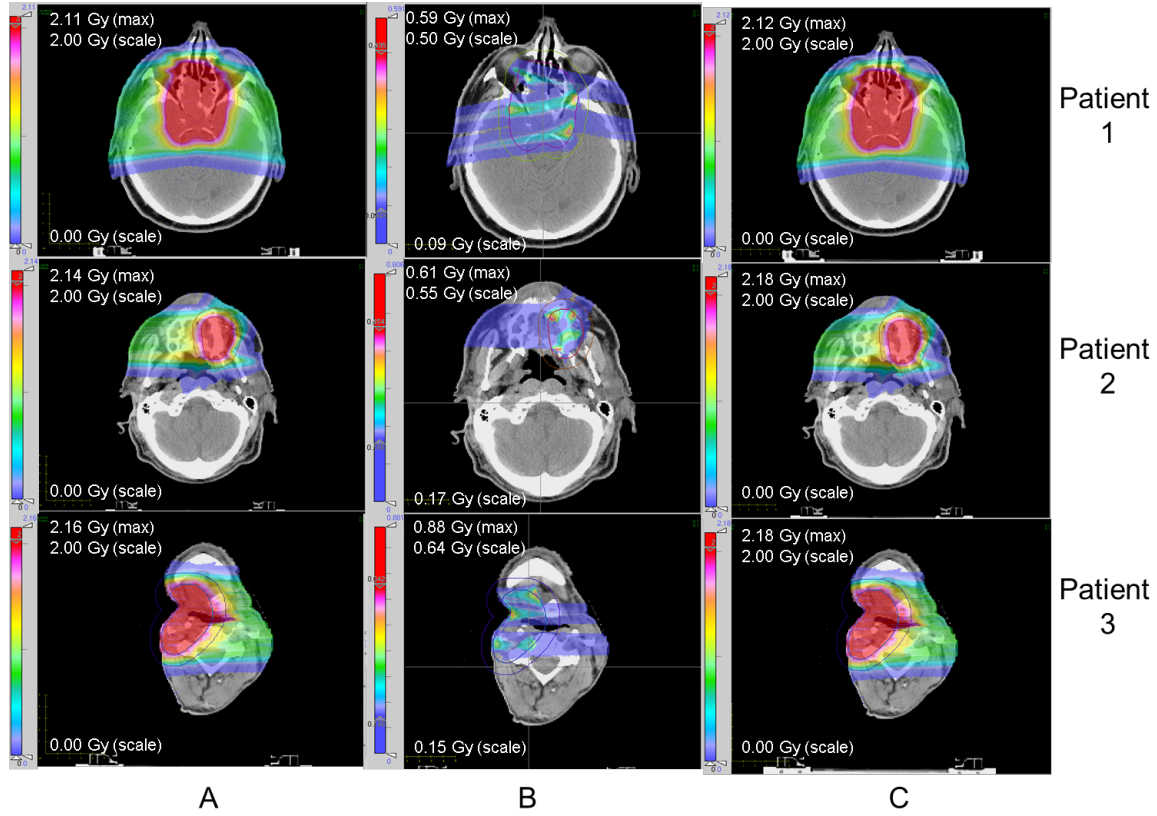 2.11 Gy (max)
2.00 Gy (scale)
0.00 Gy (scale)
0.59 Gy (max)
0.50 Gy (scale)
0.09 Gy (scale)
2.12 Gy (max)
2.00 Gy (scale)
0.00 Gy (scale)
Patient
1
2.14 Gy (max)
2.00 Gy (scale)
0.00 Gy (scale)
0.61 Gy (max)
0.55 Gy (scale)
0.17 Gy (scale)
2.18 Gy (max)
2.00 Gy (scale)
0.00 Gy (scale)
Patient
2
2.16 Gy (max)
2.00 Gy (scale)
0.00 Gy (scale)
0.88 Gy (max)
0.64 Gy (scale)
0.15 Gy (scale)
2.18 Gy (max)
2.00 Gy (scale)
0.00 Gy (scale)
Patient
3
A
B
C